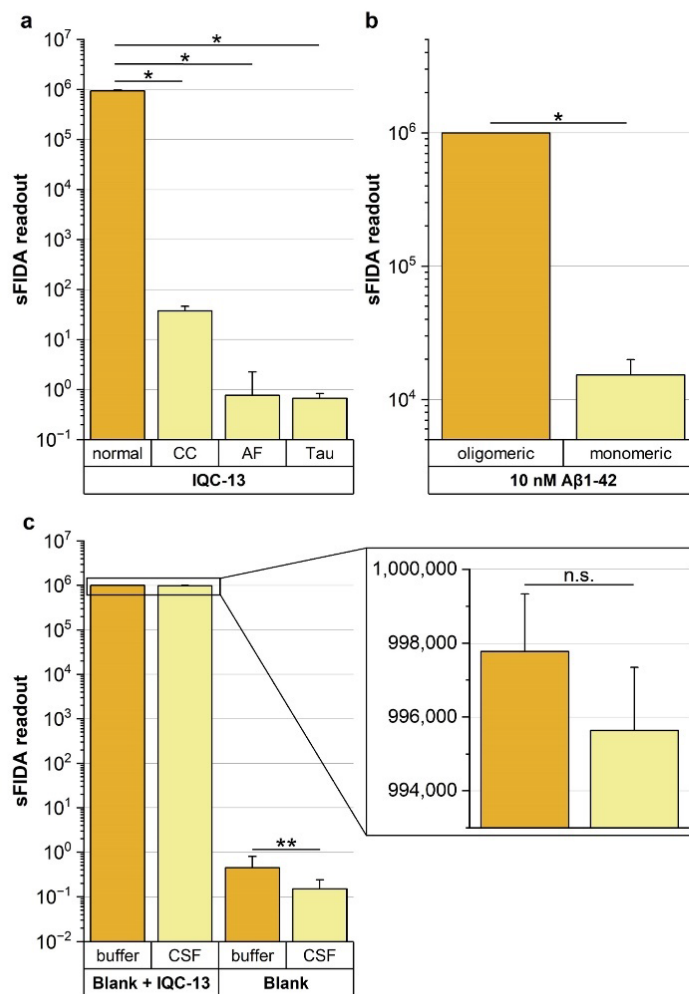 a
sFIDA readout
10⁶
10⁵
10⁴
10³
10²
10¹
10⁰
10⁻¹
*
*
*
normal CC AF Tau
IQC-13
b
sFIDA readout
10⁶
10⁵
10⁴
*
oligomeric monomeric
10 nM Aβ1-42
c
sFIDA readout
10⁷
10⁶
10⁵
10⁴
10³
10²
10¹
10⁰
10⁻¹
10⁻²
**
buffer CSF buffer CSF
Blank + IQC-13 Blank
1,000,000
998,000
996,000
994,000
n.s.